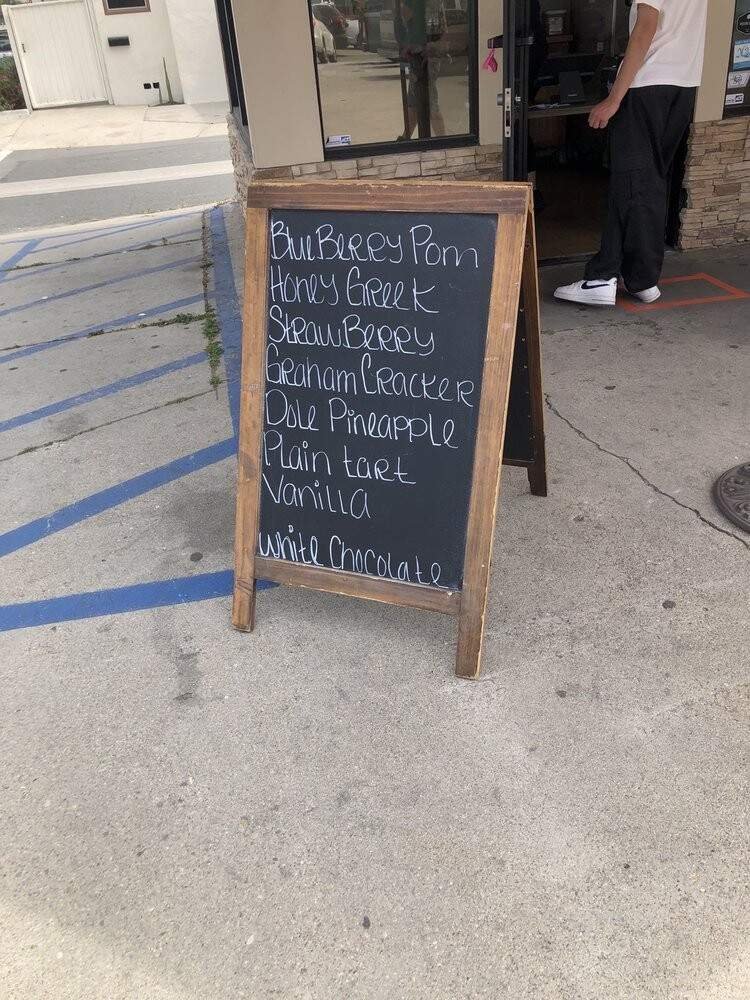 BlueBerry Pom
Honey Greek
StrawBerry
Graham Cracker
Dole Pineapple
Plain tart
Vanilla
white Chocolate